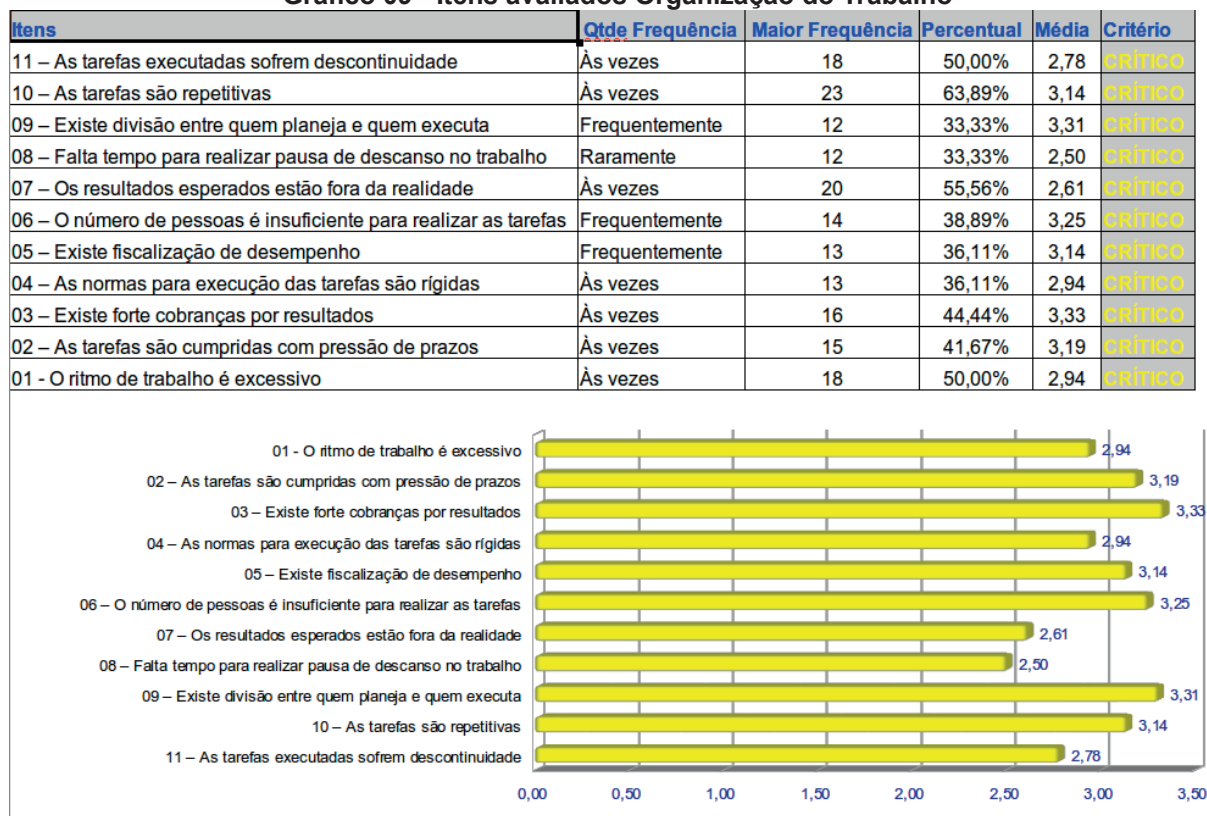 Itens Qtde Frequência Maior Frequência Percentual Média Critério
11 – As tarefas executadas sofrem descontinuidade Às vezes 18 50,00% 2,78 CRÍTICO
10 – As tarefas são repetitivas Às vezes 23 63,89% 3,14 CRÍTICO
09 – Existe divisão entre quem planeja e quem executa Frequentemente 12 33,33% 3,31 CRÍTICO
08 – Falta tempo para realizar pausa de descanso no trabalho Raramente 12 33,33% 2,50 CRÍTICO
07 – Os resultados esperados estão fora da realidade Às vezes 20 55,56% 2,61 CRÍTICO
06 – O número de pessoas é insuficiente para realizar as tarefas Frequentemente 14 38,89% 3,25 CRÍTICO
05 – Existe fiscalização de desempenho Frequentemente 13 36,11% 3,14 CRÍTICO
04 – As normas para execução das tarefas são rígidas Às vezes 13 36,11% 2,94 CRÍTICO
03 – Existe forte cobranças por resultados Às vezes 16 44,44% 3,33 CRÍTICO
02 – As tarefas são cumpridas com pressão de prazos Às vezes 15 41,67% 3,19 CRÍTICO
01 - O ritmo de trabalho é excessivo Às vezes 18 50,00% 2,94 CRÍTICO
01 - O ritmo de trabalho é excessivo 2,94
02 – As tarefas são cumpridas com pressão de prazos 3,19
03 – Existe forte cobranças por resultados 3,33
04 – As normas para execução das tarefas são rígidas 2,94
05 – Existe fiscalização de desempenho 3,14
06 – O número de pessoas é insuficiente para realizar as tarefas 3,25
07 – Os resultados esperados estão fora da realidade 2,61
08 – Falta tempo para realizar pausa de descanso no trabalho 2,50
09 – Existe divisão entre quem planeja e quem executa 3,31
10 – As tarefas são repetitivas 3,14
11 – As tarefas executadas sofrem descontinuidade 2,78
0,00 0,50 1,00 1,50 2,00 2,50 3,00 3,50